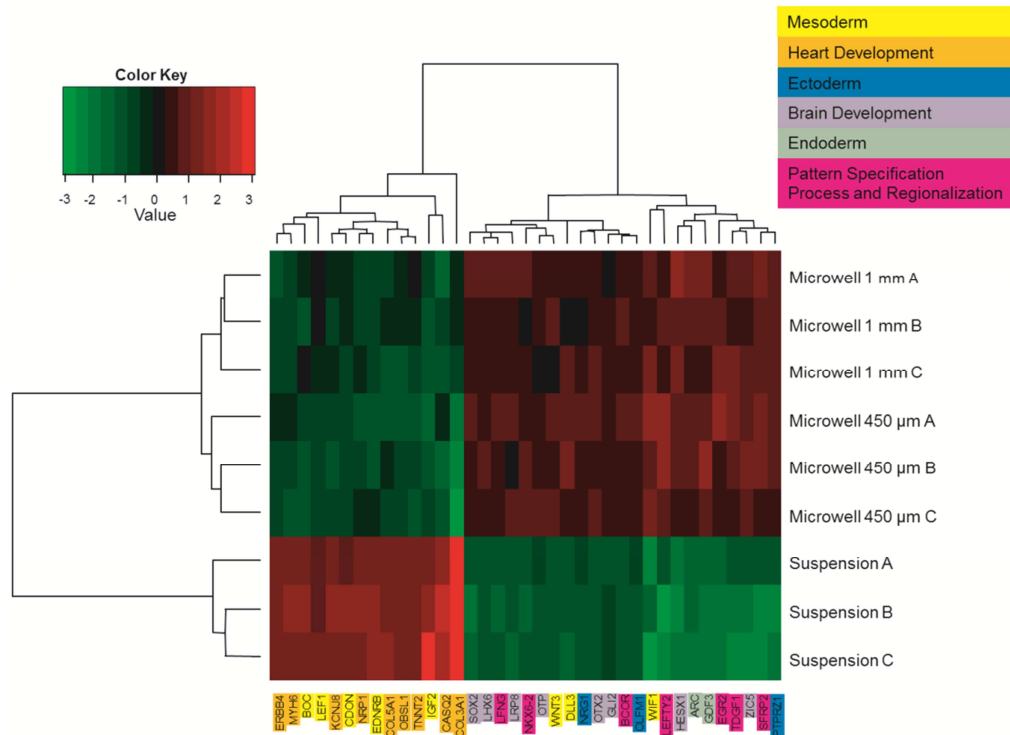 Mesoderm
Heart Development
Ectoderm
Brain Development
Endoderm
Pattern Specification
Process and Regionalization
Color Key
-3 -2 -1 0 1 2 3
Value
Microwell 1 mm A
Microwell 1 mm B
Microwell 1 mm C
Microwell 450 µm A
Microwell 450 µm B
Microwell 450 µm C
Suspension A
Suspension B
Suspension C
ERBB4
MYH6
BOC
LEF1
KCNJ8
CDON
NRP1
EDNRB
COL5A1
OBSL1
TNNT2
IGF2
CASQ2
COL3A1
SOX2
LHX6
LFNG
LRP8
NKX6-2
OTP
WNT3
DLL3
NRG1
OTX2
GLI2
BCOR
OLFM1
WIF1
LEFTY2
HESX1
ARC
GDF3
EGR2
TDGF1
ZIC5
SFRP2
PTPRZ1